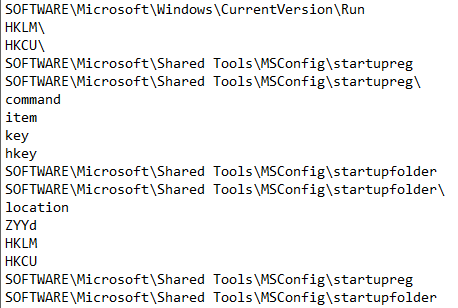 SOFTWARE\Microsoft\Windows\CurrentVersion\Run
HKLM\
HKCU\
SOFTWARE\Microsoft\Shared Tools\MSConfig\startupreg
SOFTWARE\Microsoft\Shared Tools\MSConfig\startupreg\
command
item
key
hkey
SOFTWARE\Microsoft\Shared Tools\MSConfig\startupfolder
SOFTWARE\Microsoft\Shared Tools\MSConfig\startupfolder\
location
ZYYd
HKLM
HKCU
SOFTWARE\Microsoft\Shared Tools\MSConfig\startupreg
SOFTWARE\Microsoft\Shared Tools\MSConfig\startupfolder